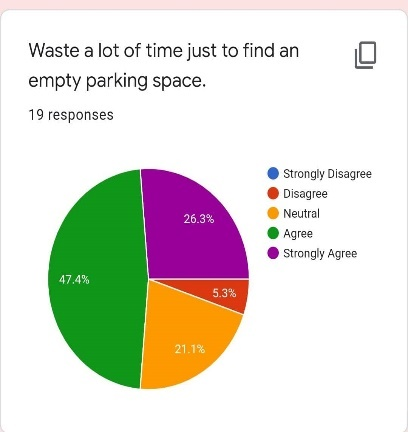 Waste a lot of time just to find an
empty parking space.
19 responses
26.3%
47.4%
5.3%
21.1%
Strongly Disagree
Disagree
Neutral
Agree
Strongly Agree